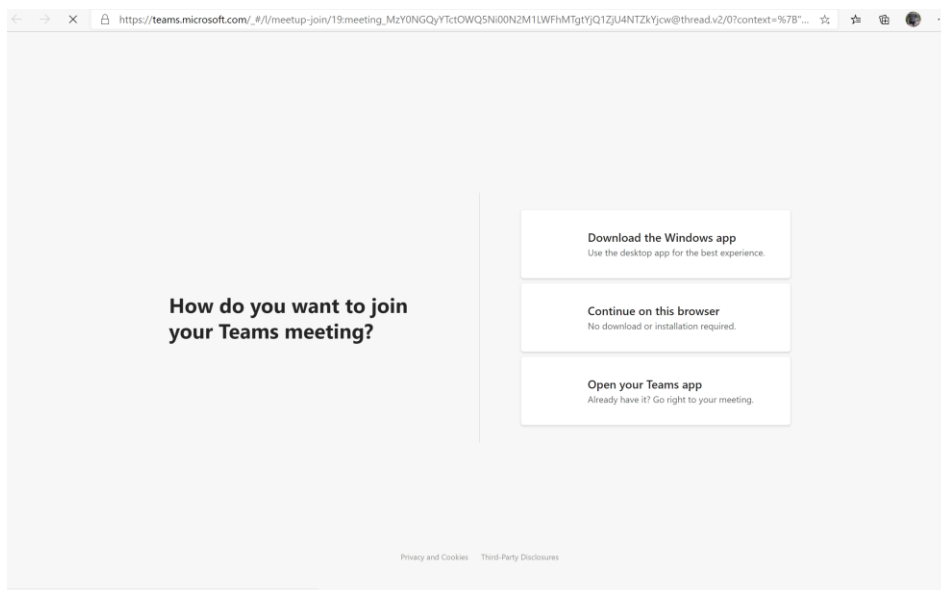 https://teams.microsoft.com/_#/l/meetup-join/19:meeting_MzY0NGQyYTctOWQ5Ni00N2M1LWFhMTgtYjQ1ZjU4NTZkYjcw@thread.v2/0?context=%7B"...
Download the Windows app
Use the desktop app for the best experience.
How do you want to join
your Teams meeting?
Continue on this browser
No download or installation required.
Open your Teams app
Already have it? Go right to your meeting.
Privacy and Cookies Third-Party Disclosures